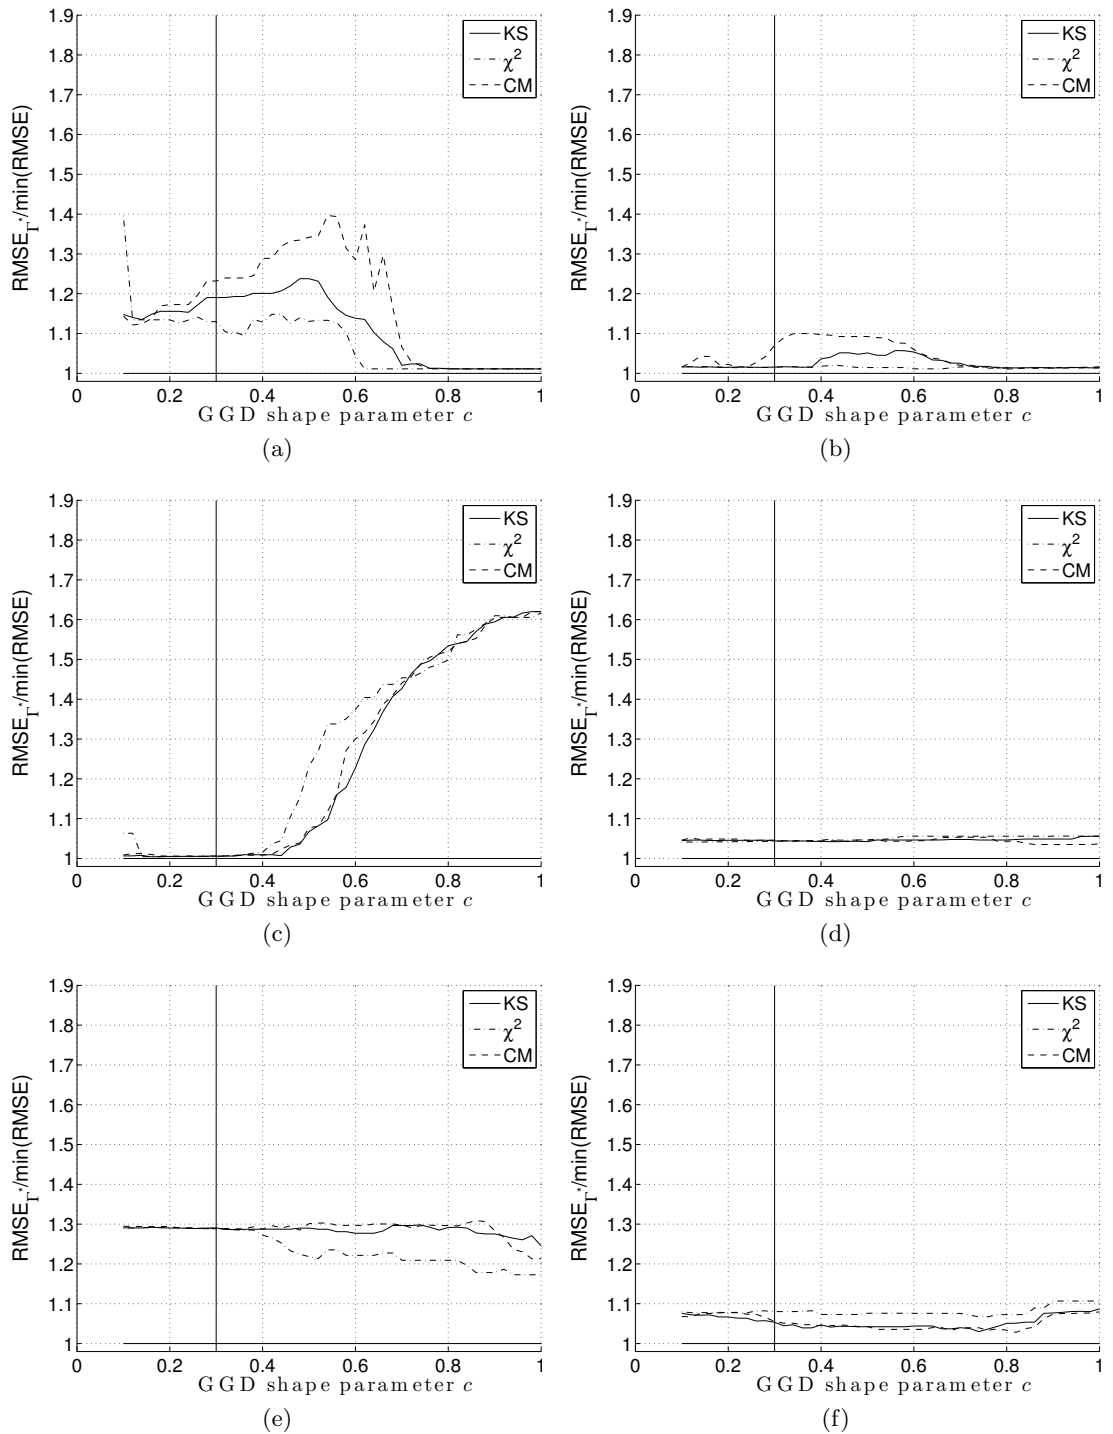 1.9
1.8
1.7
1.6
1.5
1.4
1.3
1.2
1.1
1
RMSE_Γ*/min(RMSE)
KS
χ²
CM
0 0.2 0.4 0.6 0.8 1
GGD shape parameter c
(a)
1.9
1.8
1.7
1.6
1.5
1.4
1.3
1.2
1.1
1
RMSE_Γ*/min(RMSE)
KS
χ²
CM
0 0.2 0.4 0.6 0.8 1
GGD shape parameter c
(b)
1.9
1.8
1.7
1.6
1.5
1.4
1.3
1.2
1.1
1
RMSE_Γ*/min(RMSE)
KS
χ²
CM
0 0.2 0.4 0.6 0.8 1
GGD shape parameter c
(c)
1.9
1.8
1.7
1.6
1.5
1.4
1.3
1.2
1.1
1
RMSE_Γ*/min(RMSE)
KS
χ²
CM
0 0.2 0.4 0.6 0.8 1
GGD shape parameter c
(d)
1.9
1.8
1.7
1.6
1.5
1.4
1.3
1.2
1.1
1
RMSE_Γ*/min(RMSE)
KS
χ²
CM
0 0.2 0.4 0.6 0.8 1
GGD shape parameter c
(e)
1.9
1.8
1.7
1.6
1.5
1.4
1.3
1.2
1.1
1
RMSE_Γ*/min(RMSE)
KS
χ²
CM
0 0.2 0.4 0.6 0.8 1
GGD shape parameter c
(f)